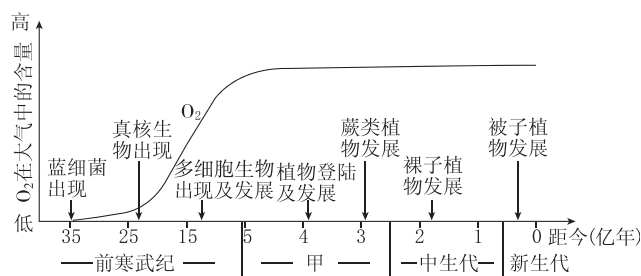 高
O₂在大气中的含量
低
O₂
蓝细菌
出现
真核生
物出现
多细胞生物
出现及发展
植物登陆
及发展
蕨类植
物发展
裸子植
物发展
被子植
物发展
35 25 15 5 4 3 2 1 0 距今(亿年)
前寒武纪 甲 中生代 新生代